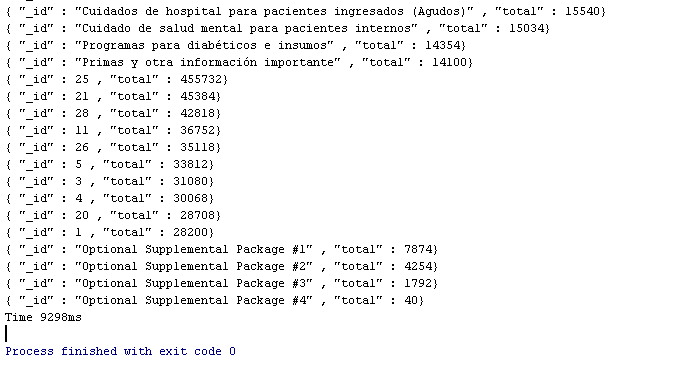 { "_id" : "Cuidados de hospital para pacientes ingresados (Agudos)" , "total" : 15540}
{ "_id" : "Cuidado de salud mental para pacientes internos" , "total" : 15034}
{ "_id" : "Programas para diabéticos e insumos" , "total" : 14354}
{ "_id" : "Primas y otra información importante" , "total" : 14100}
{ "_id" : 25 , "total" : 455732}
{ "_id" : 21 , "total" : 45384}
{ "_id" : 28 , "total" : 42818}
{ "_id" : 11 , "total" : 36752}
{ "_id" : 26 , "total" : 35118}
{ "_id" : 5 , "total" : 33812}
{ "_id" : 3 , "total" : 31080}
{ "_id" : 4 , "total" : 30068}
{ "_id" : 20 , "total" : 28708}
{ "_id" : 1 , "total" : 28200}
{ "_id" : "Optional Supplemental Package #1" , "total" : 7874}
{ "_id" : "Optional Supplemental Package #2" , "total" : 4254}
{ "_id" : "Optional Supplemental Package #3" , "total" : 1792}
{ "_id" : "Optional Supplemental Package #4" , "total" : 40}
Time 9298ms
Process finished with exit code 0